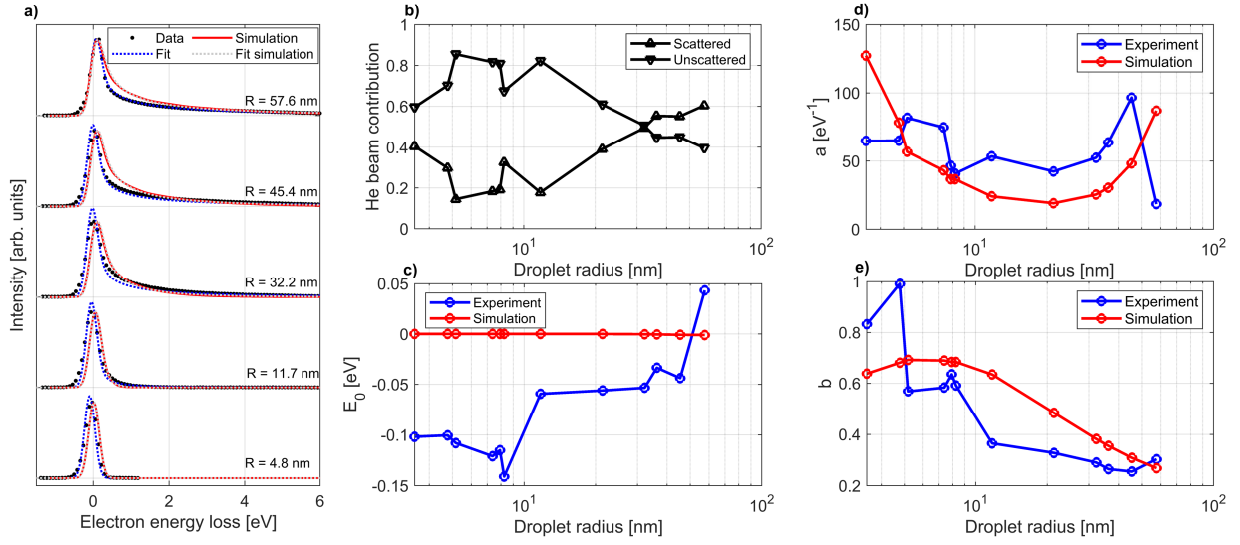 a)
Data
Simulation
Fit
Fit simulation
R = 57.6 nm
R = 45.4 nm
R = 32.2 nm
R = 11.7 nm
R = 4.8 nm
Intensity [arb. units]
0
2
4
6
Electron energy loss [eV]
b)
1
0.8
0.6
0.4
0.2
0
He beam contribution
Scattered
Unscattered
10¹
10²
Droplet radius [nm]
c)
0.05
0
-0.05
-0.1
-0.15
E₀ [eV]
Experiment
Simulation
10¹
10²
Droplet radius [nm]
d)
150
100
50
0
a [eV⁻¹]
Experiment
Simulation
10¹
10²
Droplet radius [nm]
e)
1
0.8
0.6
0.4
0.2
b
Experiment
Simulation
10¹
10²
Droplet radius [nm]